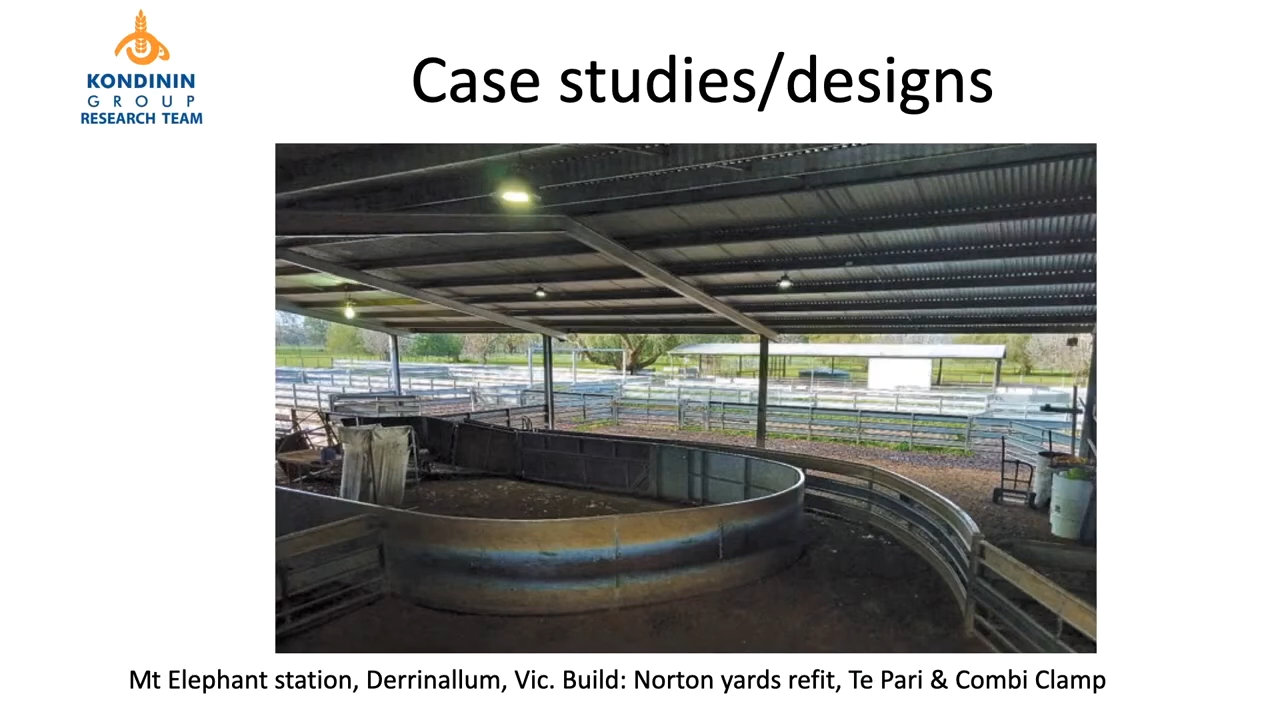 KONDININ
GROUP
RESEARCH TEAM
Case studies/designs
Mt Elephant station, Derrinallum, Vic. Build: Norton yards refit, Te Pari & Combi Clamp